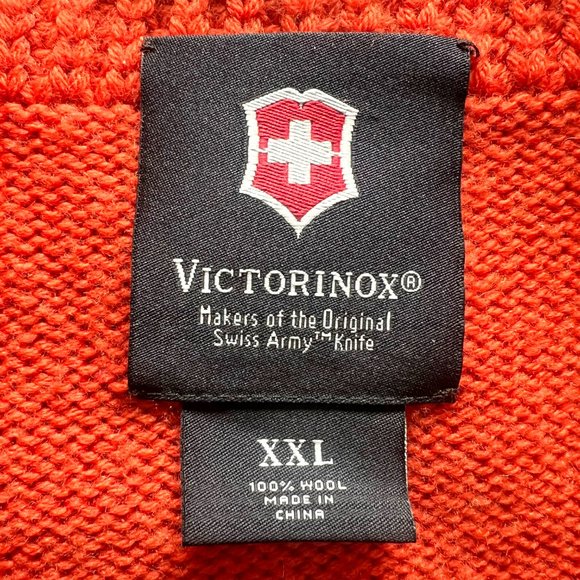 VICTORINOX®
Makers of the Original
Swiss Army™ Knife
XXL
100% WOOL
MADE IN
CHINA